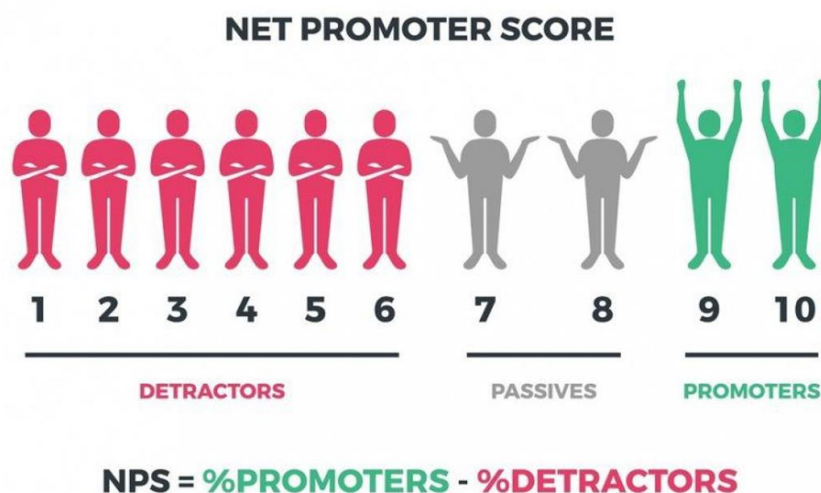 NET PROMOTER SCORE
1 2 3 4 5 6 7 8 9 10
DETRACTORS PASSIVES PROMOTERS
NPS = %PROMOTERS - %DETRACTORS